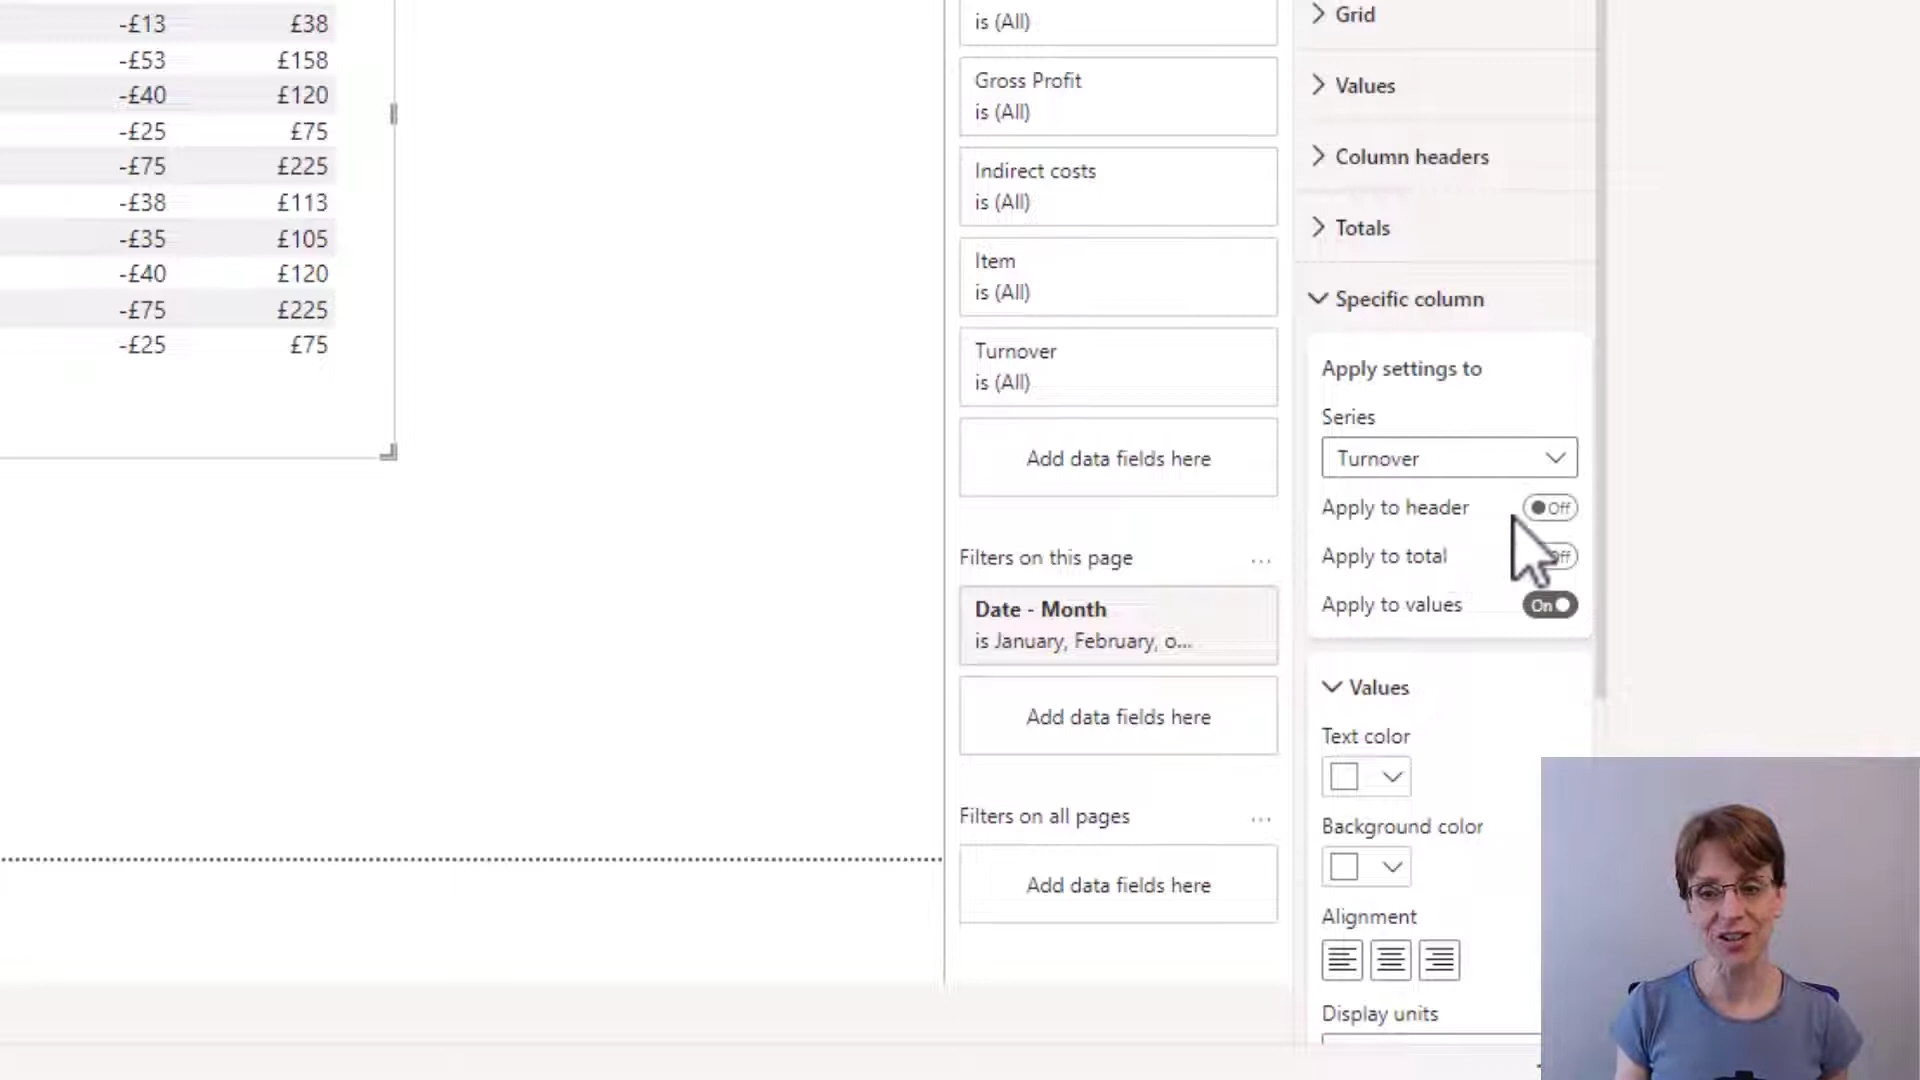 -£13 £38
-£53 £158
-£40 £120
-£25 £75
-£75 £225
-£38 £113
-£35 £105
-£40 £120
-£75 £225
-£25 £75
is (All)
Gross Profit
is (All)
Indirect costs
is (All)
Item
is (All)
Turnover
is (All)
Add data fields here
Filters on this page ...
Date - Month
is January, February, o...
Add data fields here
Filters on all pages ...
Add data fields here
Grid
Values
Column headers
Totals
Specific column
Apply settings to
Series
Turnover
Apply to header Off
Apply to total
Apply to values On
Values
Text color
Background color
Alignment
Display units